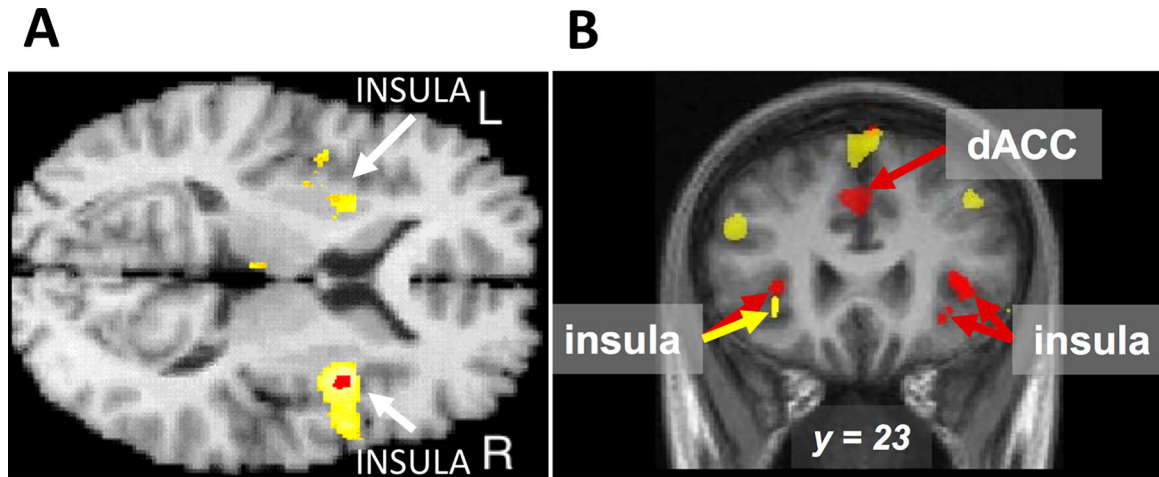 A
B
INSULA L
dACC
insula
insula
INSULA R
y = 23